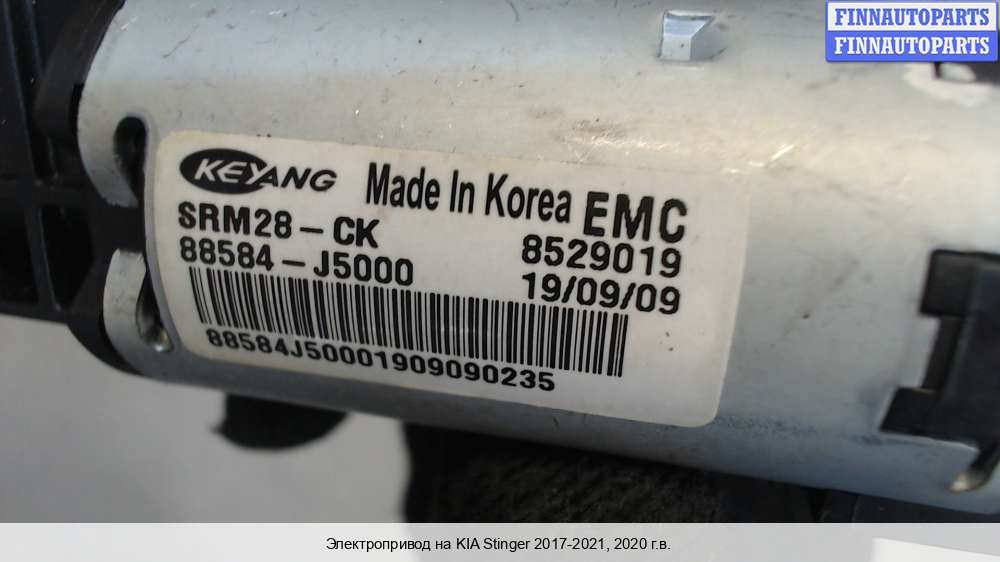 FINNAUTOPARTS
FINNAUTOPARTS
KEYANG Made In Korea EMC
SRM28-CK 8529019
88584-J5000 19/09/09
88584J50001909090235
Электропривод на KIA Stinger 2017-2021, 2020 г.в.